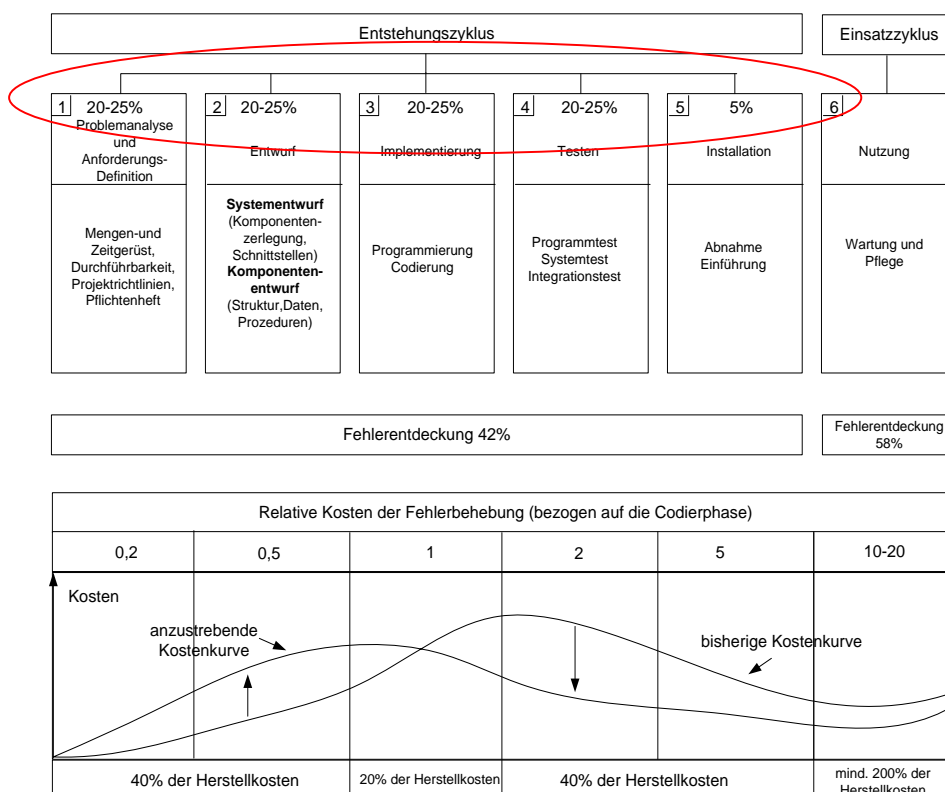 Entstehungszyklus
Einsatzzyklus
1 20-25%
Problemanalyse
und
Anforderungs-
Definition
2 20-25%
Entwurf
3 20-25%
Implementierung
4 20-25%
Testen
5 5%
Installation
6
Nutzung
Mengen-und
Zeitgerüst,
Durchführbarkeit,
Projektrichtlinien,
Pflichtenheft
Systementwurf
(Komponenten-
zerlegung,
Schnittstellen)
Komponenten-
entwurf
(Struktur,Daten,
Prozeduren)
Programmierung
Codierung
Programmtest
Systemtest
Integrationstest
Abnahme
Einführung
Wartung und
Pflege
Fehlerentdeckung 42%
Fehlerentdeckung
58%
Relative Kosten der Fehlerbehebung (bezogen auf die Codierphase)
0,2
0,5
1
2
5
10-20
Kosten
anzustrebende
Kostenkurve
bisherige Kostenkurve
40% der Herstellkosten
20% der Herstellkosten
40% der Herstellkosten
mind. 200% der
Herstellkosten